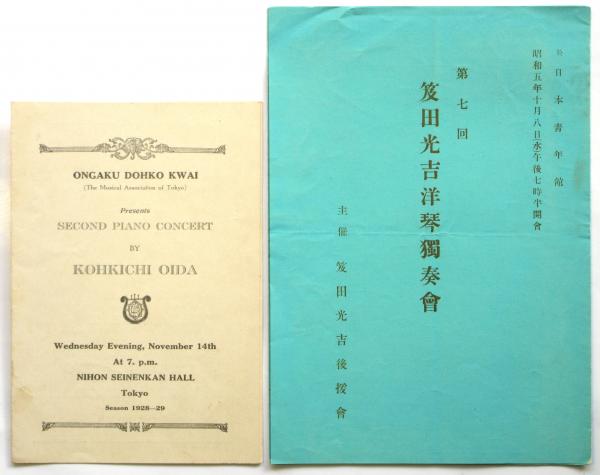 ONGAKU DOHKO KWAI
(The Musical Association of Tokyo)
Presents
SECOND PIANO CONCERT
BY
KOHKICHI OIDA
Wednesday Evening, November 14th
At 7. p.m.
NIHON SEINENKAN HALL
Tokyo
Season 1928—29
於 日本青年館
昭和五年十月八日(水)午後七時半開會
第七回
笈田光吉洋琴獨奏會
主催 笈田光吉後援會